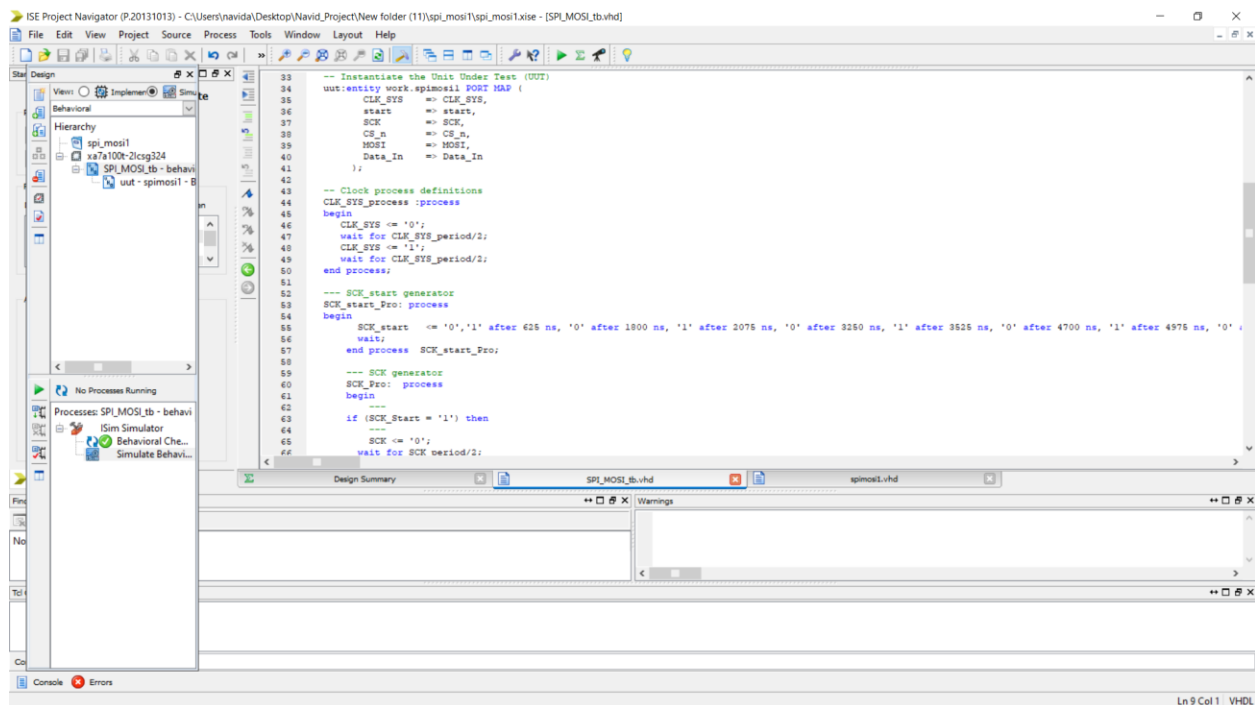 ISE Project Navigator (P.20131013) - C:\Users\navida\Desktop\Navid_Project\New folder (11)\spi_mosi1\spi_mosi1.xise - [SPI_MOSI_tb.vhd]
File Edit View Project Source Process Tools Window Layout Help
Design
View: Implemen Simu
Behavioral
Hierarchy
spi_mosi1
xa7a100t-2lcsg324
SPI_MOSI_tb - behavi
uut - spimosi1 - B
No Processes Running
Processes: SPI_MOSI_tb - behavi
ISim Simulator
Behavioral Che...
Simulate Behavi...
33 -- Instantiate the Unit Under Test (UUT)
34 uut:entity work.spimosi1 PORT MAP (
35 CLK_SYS => CLK_SYS,
36 start => start,
37 SCK => SCK,
38 CS_n => CS_n,
39 MOSI => MOSI,
40 Data_In => Data_In
41 );
42
43 -- Clock process definitions
44 CLK_SYS_process :process
45 begin
46 CLK_SYS <= '0';
47 wait for CLK_SYS_period/2;
48 CLK_SYS <= '1';
49 wait for CLK_SYS_period/2;
50 end process;
51
52 --- SCK_start generator
53 SCK_start_Pro: process
54 begin
55 SCK_start <= '0','1' after 625 ns, '0' after 1800 ns, '1' after 2075 ns, '0' after 3250 ns, '1' after 3525 ns, '0' after 4700 ns, '1' after 4975 ns, '0'
56 wait;
57 end process SCK_start_Pro;
58
59 --- SCK generator
60 SCK_Pro: process
61 begin
62 ---
63 if (SCK_Start = '1') then
64 ---
65 SCK <= '0';
66 wait for SCK_period/2;
Design Summary
SPI_MOSI_tb.vhd
spimosi1.vhd
Warnings
Console
Errors
Ln 9 Col 1 VHDL